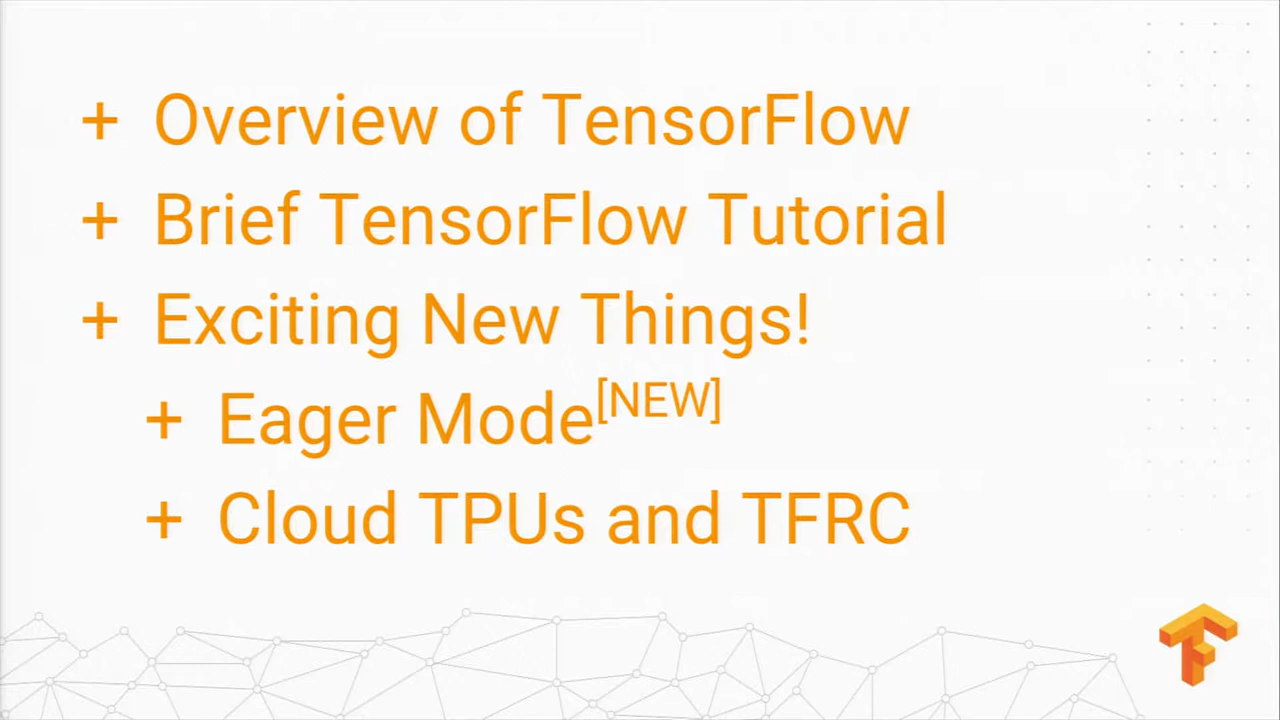 + Overview of TensorFlow
+ Brief TensorFlow Tutorial
+ Exciting New Things!
+ Eager Mode[NEW]
+ Cloud TPUs and TFRC